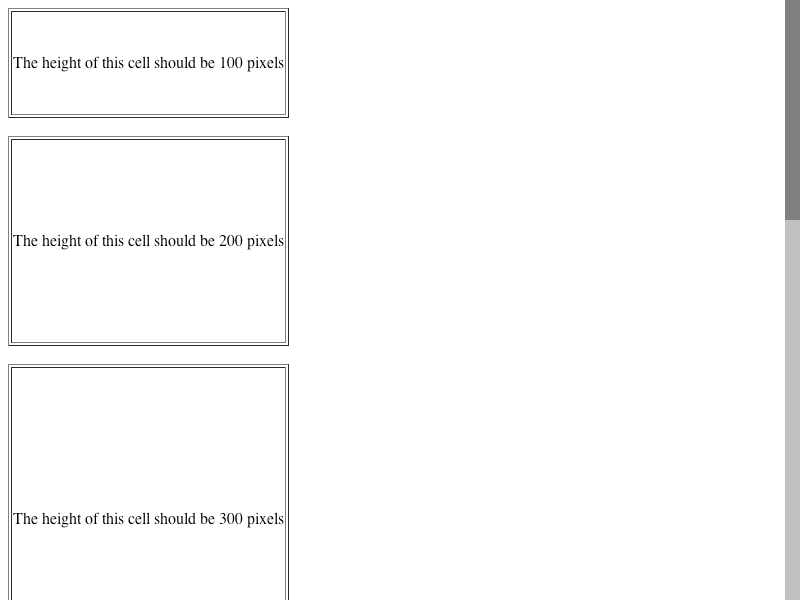 The height of this cell should be 100 pixels
The height of this cell should be 200 pixels
The height of this cell should be 300 pixels